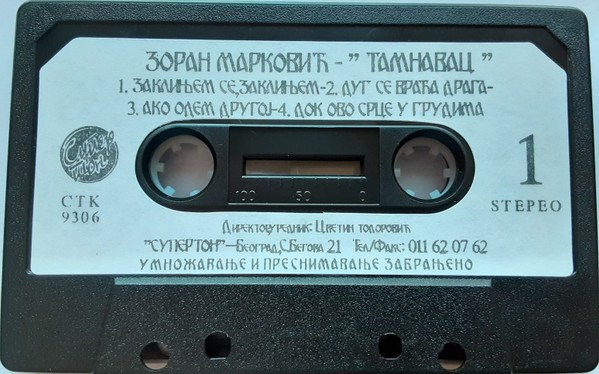 ЗОРАН МАРКОВИЋ - " ТАМНАВАЦ "
1. ЗАКЛИЊЕМ СЕ,ЗАКЛИЊЕМ-2. ДУГ СЕ ВРАЋА ДРАГА-
3. АКО ОДЕМ ДРУГОЈ-4. ДОК ОВО СРЦЕ У ГРУДИМА
Супер тон
СТК
9306
100 50 0
1
STEREO
Директор,уредник: Цветин тодоровић
"СУПЕРТОН"-Београд,С.Бегова 21 Тел/Факс: 011 62 07 62
УМНОЖАВАЊЕ И ПРЕСНИМАВАЊЕ ЗАБРАЊЕНО